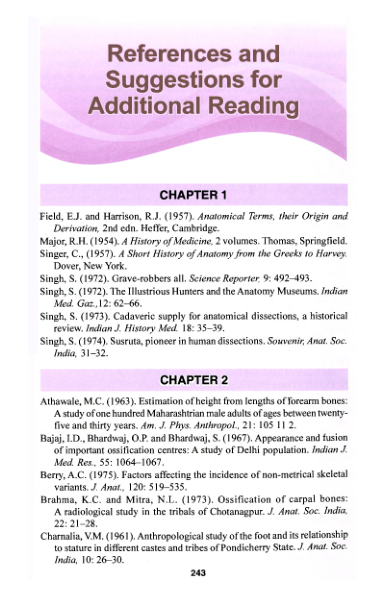 References and
Suggestions for
Additional Reading
CHAPTER 1
Field, E.J. and Harrison, R.J. (1957). Anatomical Terms, their Origin and
Derivation, 2nd edn. Heffer, Cambridge.
Major, R.H. (1954). A History of Medicine, 2 volumes. Thomas, Springfield.
Singer, C., (1957). A Short History of Anatomy from the Greeks to Harvey.
Dover, New York.
Singh, S. (1972). Grave-robbers all. Science Reporter, 9: 492–493.
Singh, S. (1972). The Illustrious Hunters and the Anatomy Museums. Indian
Med. Gaz.,12: 62–66.
Singh, S. (1973). Cadaveric supply for anatomical dissections, a historical
review. Indian J. History Med. 18: 35–39.
Singh, S. (1974). Susruta, pioneer in human dissections. Souvenir, Anat. Soc.
India, 31–32.
CHAPTER 2
Athawale, M.C. (1963). Estimation of height from lengths of forearm bones:
A study of one hundred Maharashtrian male adults of ages between twenty-
five and thirty years. Am. J. Phys. Anthropol., 21: 105 11 2.
Bajaj, I.D., Bhardwaj, O.P. and Bhardwaj, S. (1967). Appearance and fusion
of important ossification centres: A study of Delhi population. Indian J.
Med. Res., 55: 1064–1067.
Berry, A.C. (1975). Factors affecting the incidence of non-metrical skeletal
variants. J. Anat., 120: 519–535.
Brahma, K.C. and Mitra, N.L. (1973). Ossification of carpal bones:
A radiological study in the tribals of Chotanagpur. J. Anat. Soc. India,
22: 21–28.
Charnalia, V.M. (1961). Anthropological study of the foot and its relationship
to stature in different castes and tribes of Pondicherry State. J. Anat. Soc.
India, 10: 26–30.
243